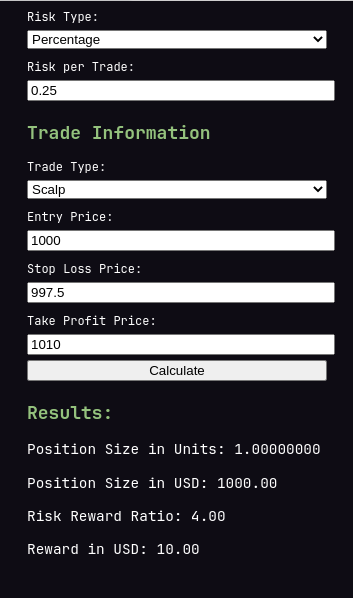 Risk Type:
Percentage
Risk per Trade:
0.25
Trade Information
Trade Type:
Scalp
Entry Price:
1000
Stop Loss Price:
997.5
Take Profit Price:
1010
Calculate
Results:
Position Size in Units: 1.00000000
Position Size in USD: 1000.00
Risk Reward Ratio: 4.00
Reward in USD: 10.00